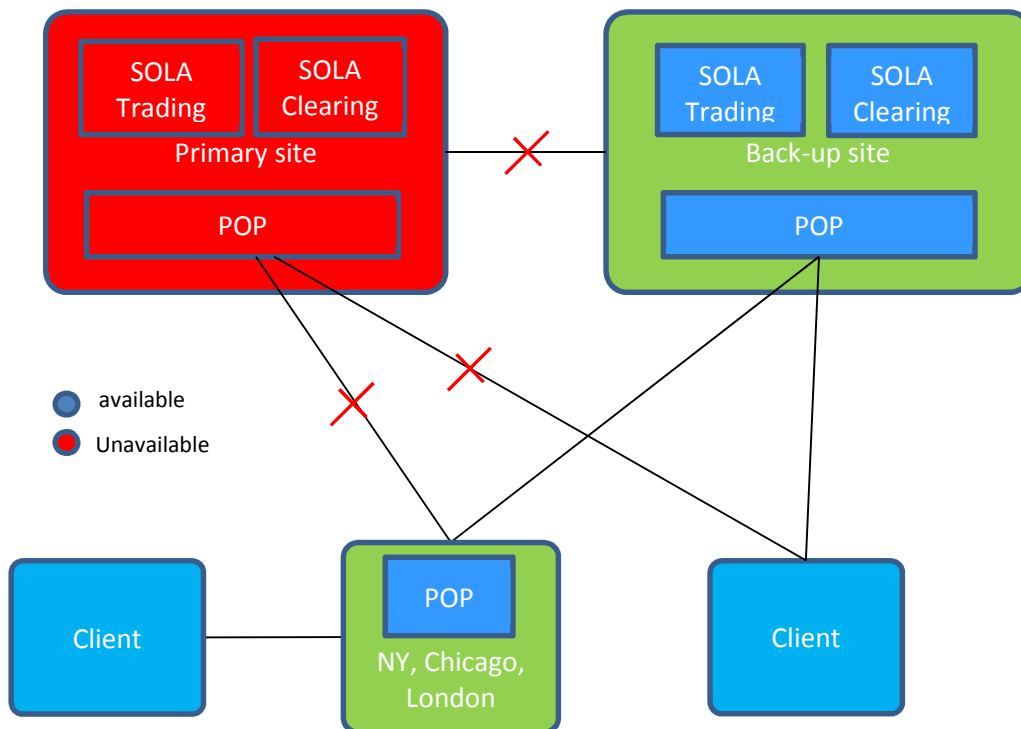 SOLA
Trading
SOLA
Clearing
Primary site
POP
SOLA
Trading
SOLA
Clearing
Back-up site
POP
available
Unavailable
Client
POP
NY, Chicago,
London
Client